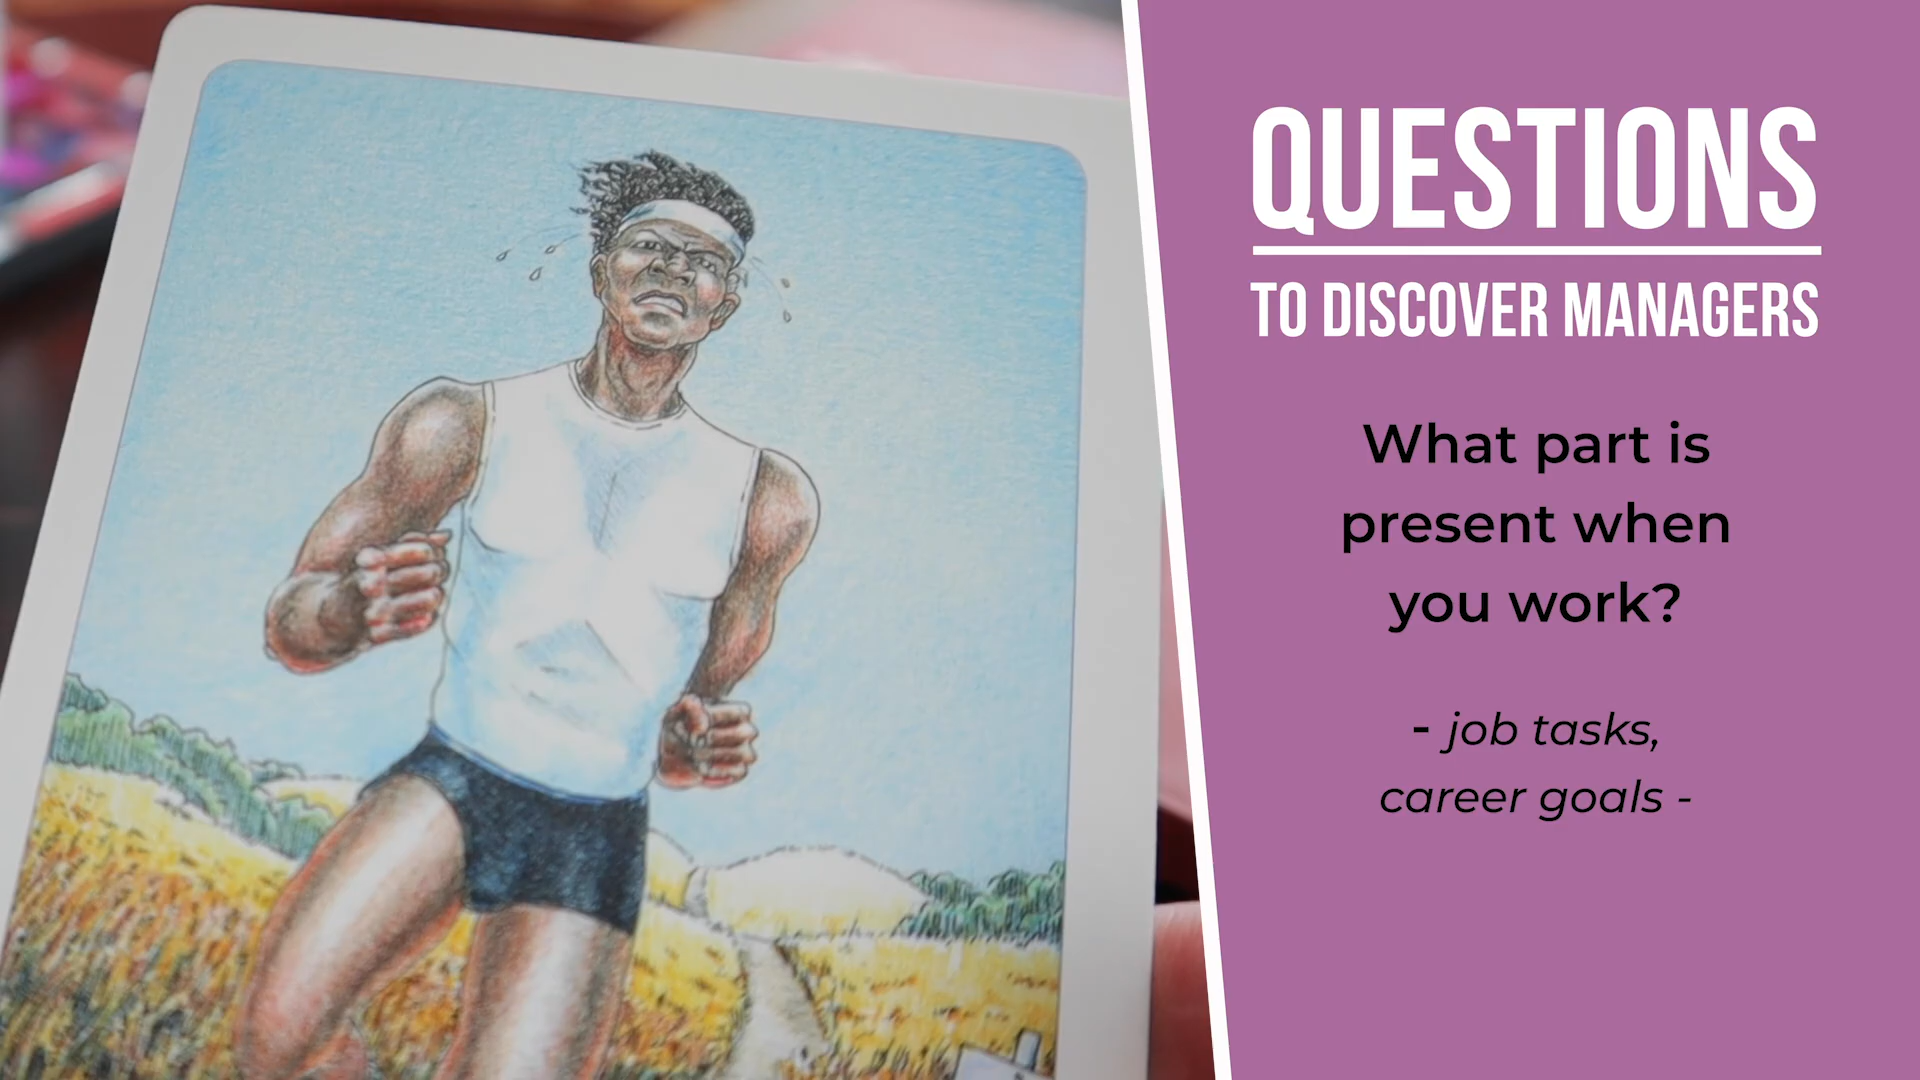 QUESTIONS
TO DISCOVER MANAGERS
What part is
present when
you work?
- job tasks,
career goals -